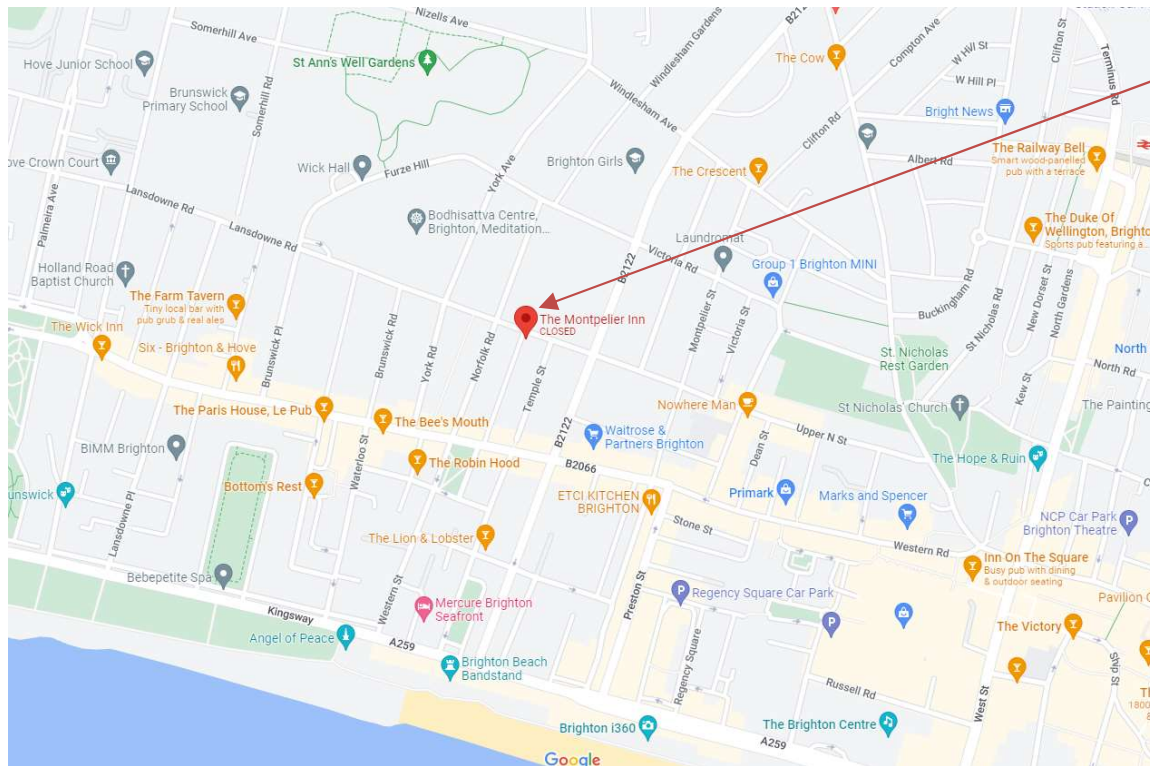 Nizells Ave
Somerhill Ave
B2122
Windlesham Gardens
Compton Ave
W Hill St
W Hill Pl
Clifton St
Terminus Rd
Hove Junior School
St Ann's Well Gardens
The Cow
Brunswick
Primary School
Somerhill Rd
Windlesham Ave
Clifton Rd
Bright News
ove Crown Court
Wick Hall
Furze Hill
York Ave
Brighton Girls
The Crescent
Albert Rd
The Railway Bell
Smart wood-panelled
pub with a terrace
Palmeira Ave
Lansdowne Rd
Lansdowne Rd
Bodhisattva Centre,
Brighton, Meditation...
B2122
Victoria Rd
Laundromat
Group 1 Brighton MINI
The Duke Of
Wellington, Brighto
Sports pub featuring a...
Holland Road
Baptist Church
The Farm Tavern
Tiny local bar with
pub grub & real ales
The Wick Inn
Six - Brighton & Hove
Brunswick Pl
Brunswick Rd
York Rd
Norfolk Rd
The Montpelier Inn
CLOSED
Temple St
Montpelier St
Victoria St
Buckingham Rd
St Nicholas Rd
New Dorset St
North Gardens
St. Nicholas
Rest Garden
North
North Rd
Kew St
The Painting
The Paris House, Le Pub
The Bee's Mouth
B2122
Waitrose &
Partners Brighton
Nowhere Man
Upper N St
St Nicholas' Church
BIMM Brighton
Waterloo St
The Robin Hood
B2066
Dean St
The Hope & Ruin
unswick
Lansdowne Pl
Bottom's Rest
ETCI KITCHEN
BRIGHTON
Primark
Marks and Spencer
NCP Car Park
Brighton Theatre
Stone St
Western Rd
The Lion & Lobster
Inn On The Square
Busy pub with dining
& outdoor seating
Bebepetite Spa
Western St
Preston St
Regency Square Car Park
Kingsway
Mercure Brighton
Seafront
Pavilion
Angel of Peace
A259
The Victory
Brighton Beach
Bandstand
Regency Square
Russell Rd
West St
Ship St
Th
1800
&
Brighton i360
The Brighton Centre
A259
Google